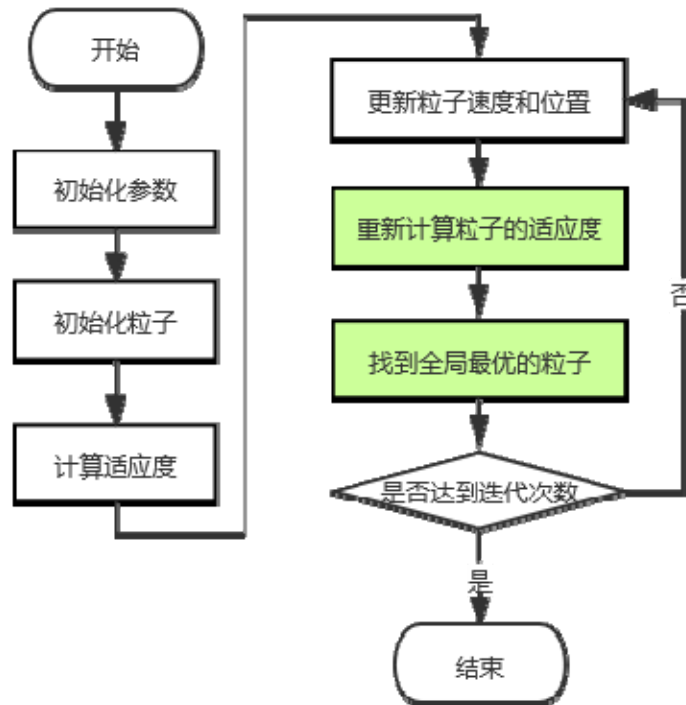 开始
初始化参数
初始化粒子
计算适应度
更新粒子速度和位置
重新计算粒子的适应度
找到全局最优的粒子
是否达到迭代次数
否
是
结束